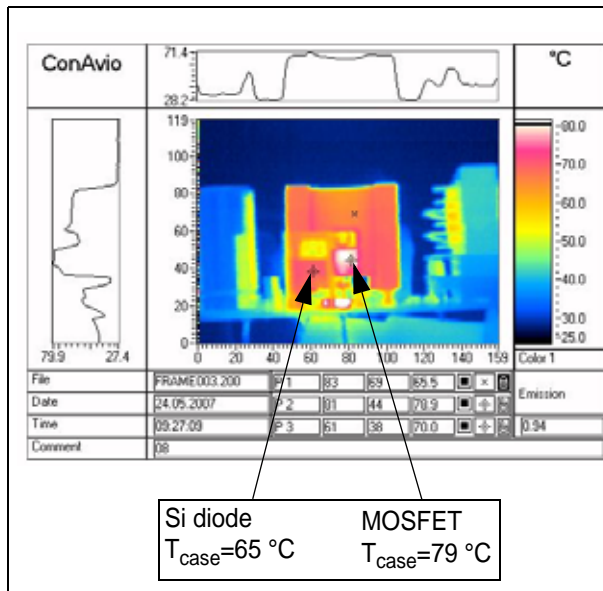 ConAvio
71.4
28.2
°C
119
100
80
60
40
20
0
0 20 40 60 80 100 120 140 159
79.9 27.4
80.0
70.0
60.0
50.0
40.0
30.0
25.0
Color 1
File FRAME003.200 P 1 83 69 65.5 ×
Date 24.05.2007 P 2 81 44 78.9
Time 09:27:09 P 3 61 38 70.0
Emission
0.94
Comment 08
Si diode MOSFET
Tcase=65 °C Tcase=79 °C